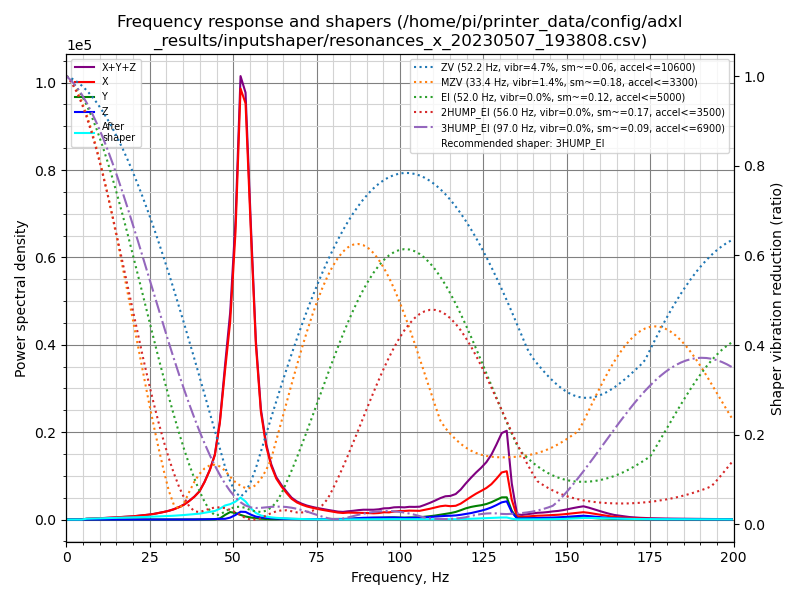 Frequency response and shapers (/home/pi/printer_data/config/adxl
_results/inputshaper/resonances_x_20230507_193808.csv)
1e5
X+Y+Z
X
Y
Z
After
shaper
ZV (52.2 Hz, vibr=4.7%, sm~=0.06, accel<=10600)
MZV (33.4 Hz, vibr=1.4%, sm~=0.18, accel<=3300)
EI (52.0 Hz, vibr=0.0%, sm~=0.12, accel<=5000)
2HUMP_EI (56.0 Hz, vibr=0.0%, sm~=0.17, accel<=3500)
3HUMP_EI (97.0 Hz, vibr=0.0%, sm~=0.09, accel<=6900)
Recommended shaper: 3HUMP_EI
Power spectral density
1.0
0.8
0.6
0.4
0.2
0.0
1.0
0.8
0.6
0.4
0.2
0.0
Shaper vibration reduction (ratio)
0 25 50 75 100 125 150 175 200
Frequency, Hz